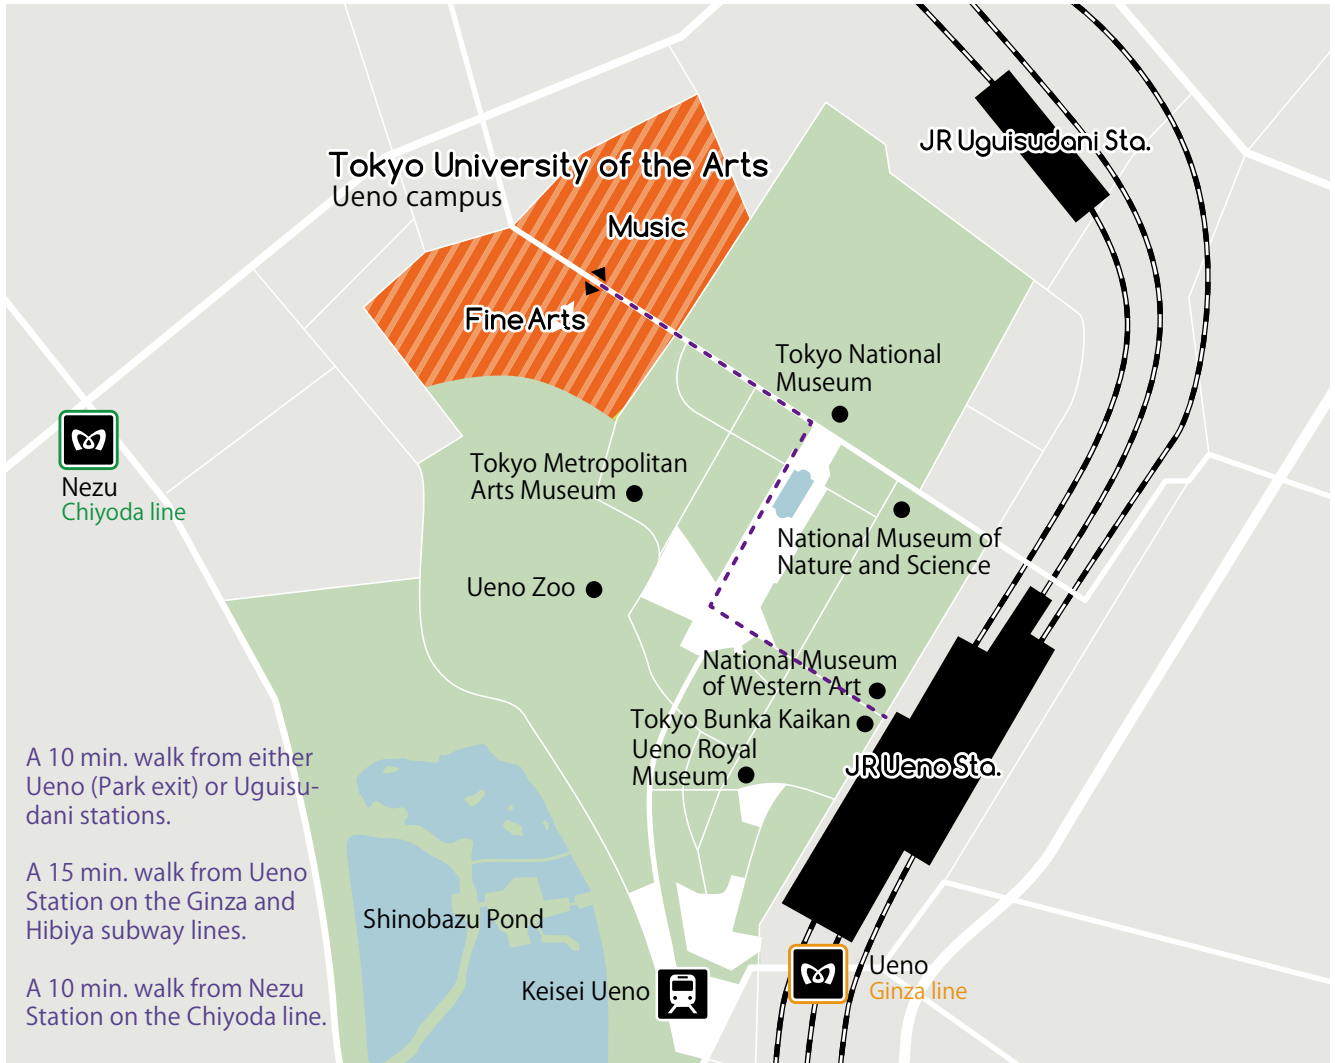 JR Uguisudani Sta.
Tokyo University of the Arts
Ueno campus
Music
Fine Arts
Tokyo National
Museum
Nezu
Chiyoda line
Tokyo Metropolitan
Arts Museum
National Museum of
Nature and Science
Ueno Zoo
National Museum
of Western Art
Tokyo Bunka Kaikan
Ueno Royal
Museum
JR Ueno Sta.
A 10 min. walk from either
Ueno (Park exit) or Uguisu-
dani stations.
A 15 min. walk from Ueno
Station on the Ginza and
Hibiya subway lines.
A 10 min. walk from Nezu
Station on the Chiyoda line.
Shinobazu Pond
Keisei Ueno
Ueno
Ginza line